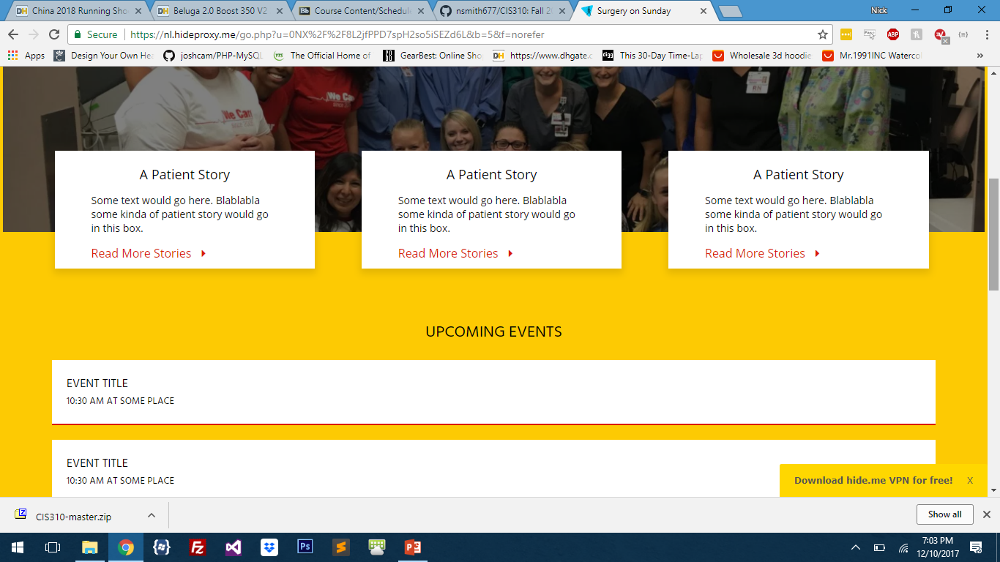 China 2018 Running Sho
Beluga 2.0 Boost 350 V2
Course Content/Schedul
nsmith677/CIS310: Fall 2
Surgery on Sunday
Nick
Secure
https://nl.hideproxy.me/go.php?u=0NX%2F%2F8L2jfPPD7spH2so5iSEZd6L&b=5&f=norefer
ABP
Apps
Design Your Own Hea
joshcam/PHP-MySQL
The Official Home of
GearBest: Online Sho
https://www.dhgate.c
This 30-Day Time-Lap
Wholesale 3d hoodie
Mr.1991INC Waterco
We Can
We Can
RN
A Patient Story
Some text would go here. Blablabla
some kinda of patient story would go
in this box.
Read More Stories
A Patient Story
Some text would go here. Blablabla
some kinda of patient story would go
in this box.
Read More Stories
A Patient Story
Some text would go here. Blablabla
some kinda of patient story would go
in this box.
Read More Stories
UPCOMING EVENTS
EVENT TITLE
10:30 AM AT SOME PLACE
EVENT TITLE
10:30 AM AT SOME PLACE
Download hide.me VPN for free! X
CIS310-master.zip
Show all
7:03 PM
12/10/2017